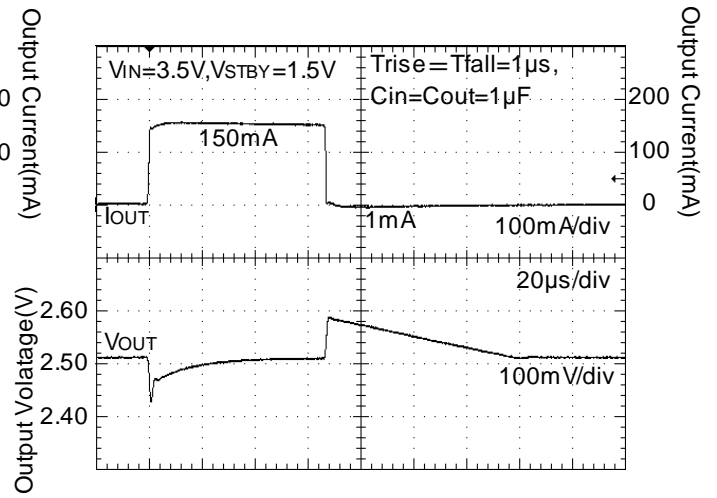 Output Current(mA)
0
0
VIN=3.5V,VSTBY=1.5V
Trise=Tfall=1µs,
Cin=Cout=1µF
150mA
IOUT
1mA
100mA/div
200
100
0
Output Current(mA)
20µs/div
Output Volatage(V)
2.60
2.50
2.40
VOUT
100mV/div